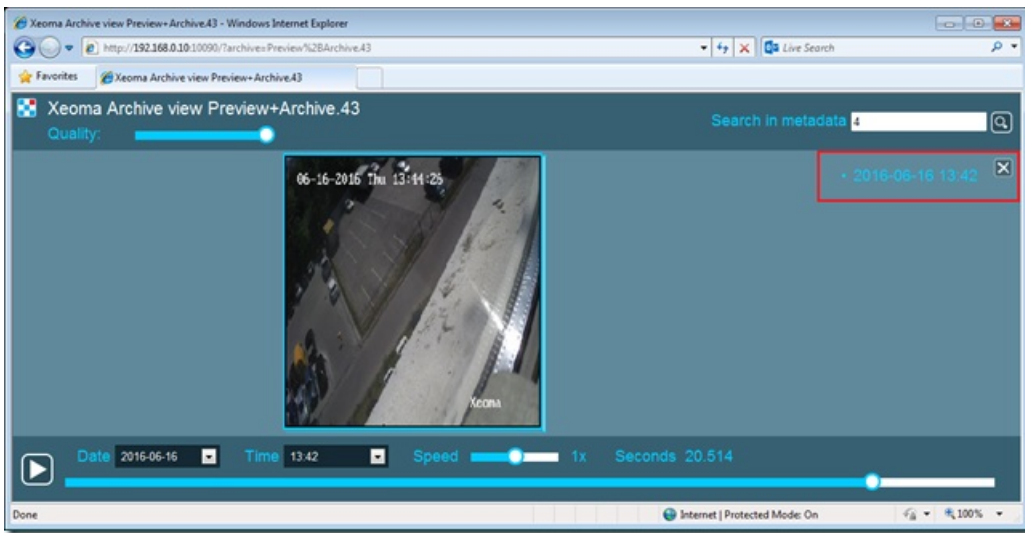 Xeoma Archive view Preview+Archive.43 - Windows Internet Explorer
http://192.168.0.10:10090/?archive=Preview%2BArchive.43
Live Search
Favorites
Xeoma Archive view Preview+Archive.43
Xeoma Archive view Preview+Archive.43
Quality:
Search in metadata 4
06-16-2016 Thu 13:44:26
• 2016-06-16 13:42
Xeoma
Date 2016-06-16 Time 13:42 Speed 1x Seconds 20.514
Done
Internet | Protected Mode: On
100%